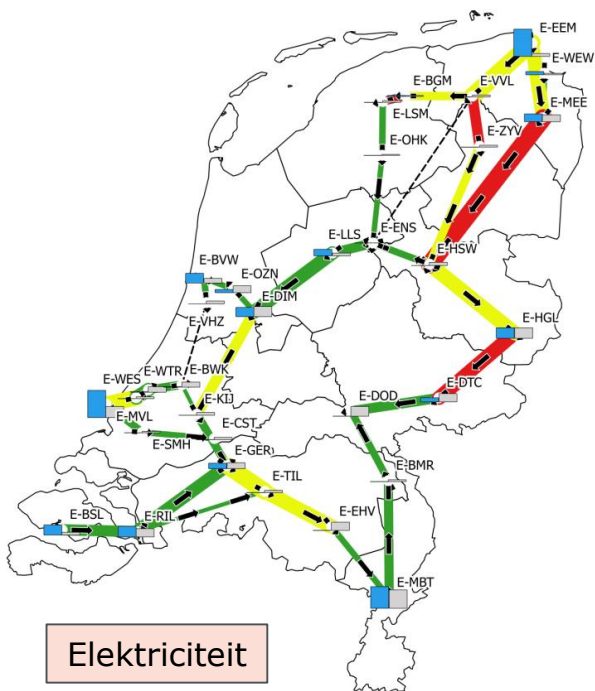 E-EEM
E-WEW
E-BGM
E-VVL
E-MEE
E-LSM
E-ZYV
E-OHK
E-ENS
E-LLS
E-HSW
E-BVW
E-OZN
E-DIM
E-VHZ
E-HGL
E-WTR
E-BWK
E-WES
E-DTC
E-KIJ
E-DOD
E-MVL
E-CST
E-SMH
E-GER
E-TIL
E-BMR
E-BSL
E-RIL
E-EHV
E-MBT
Elektriciteit